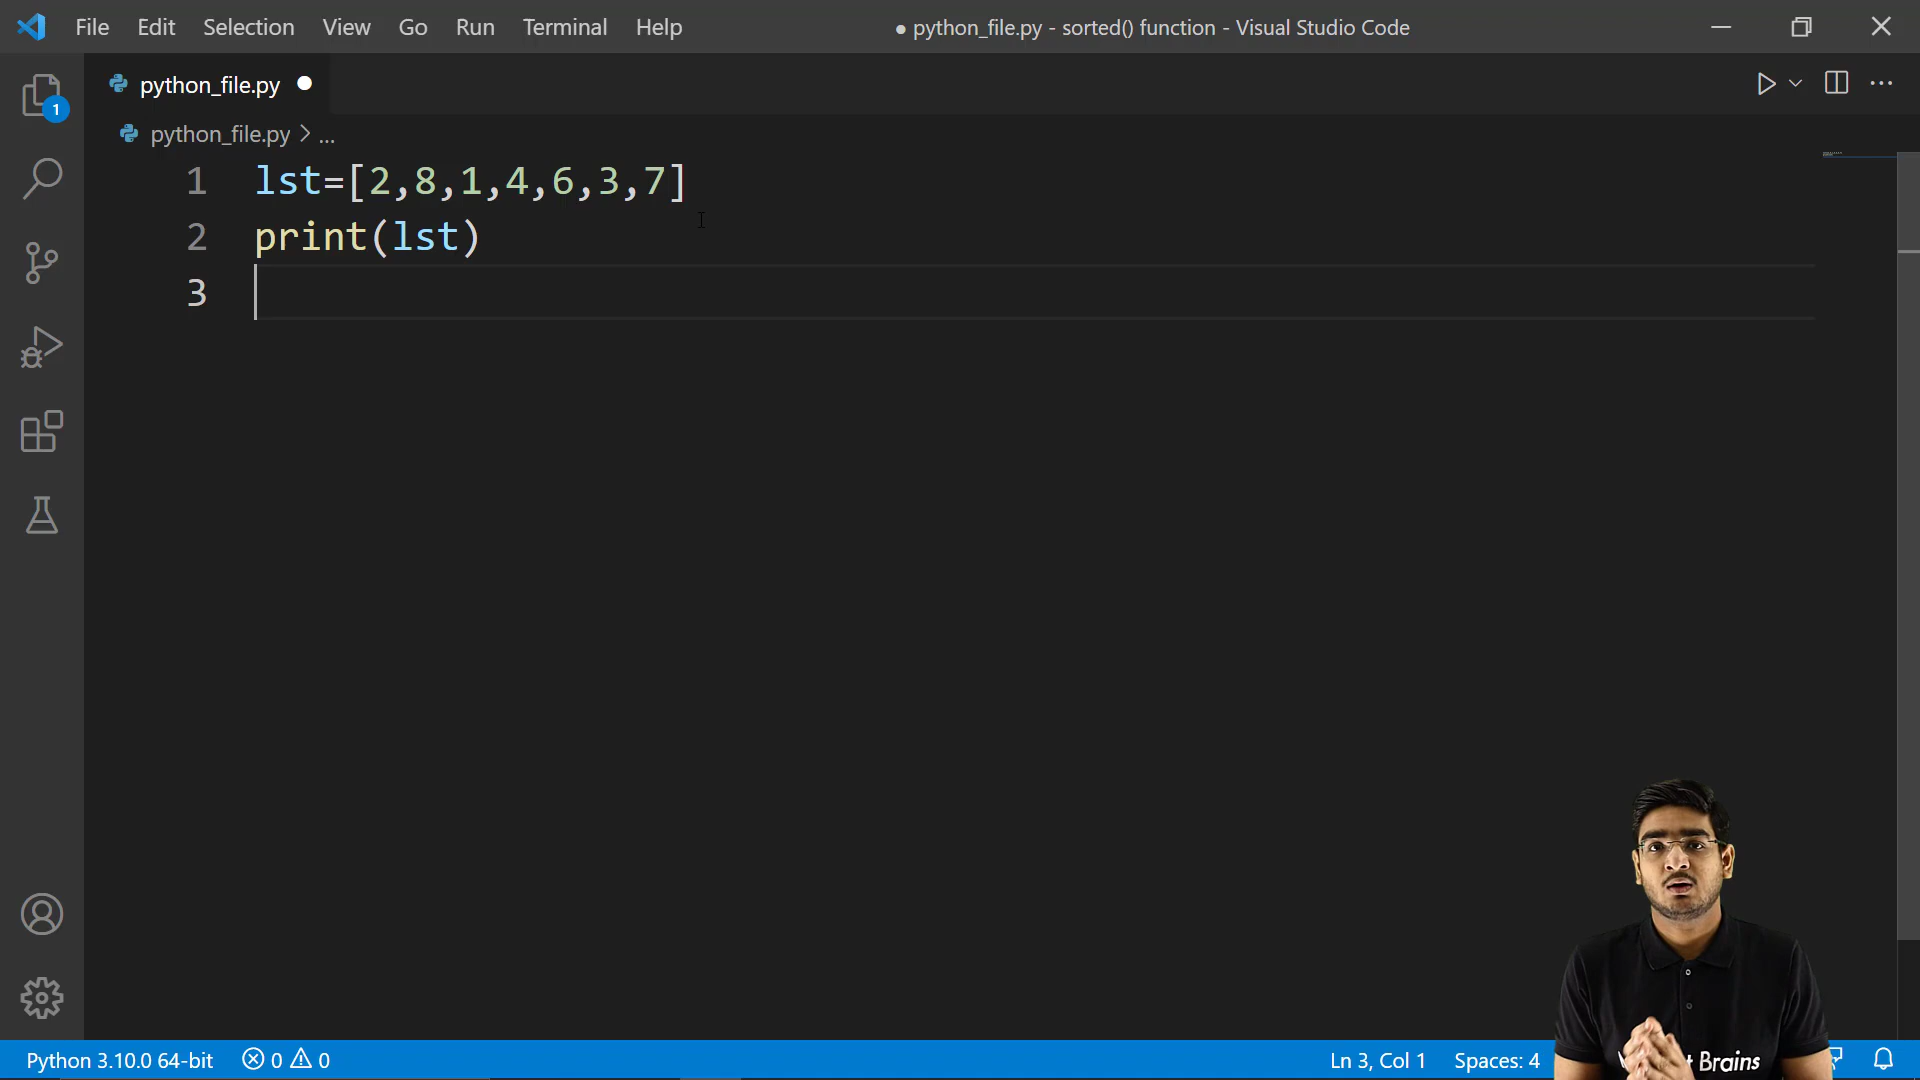 File Edit Selection View Go Run Terminal Help
● python_file.py - sorted() function - Visual Studio Code
python_file.py ●
1
python_file.py > ...
1 lst=[2,8,1,4,6,3,7]
2 print(lst)
3
Python 3.10.0 64-bit 0 0
Ln 3, Col 1 Spaces: 4
Brains